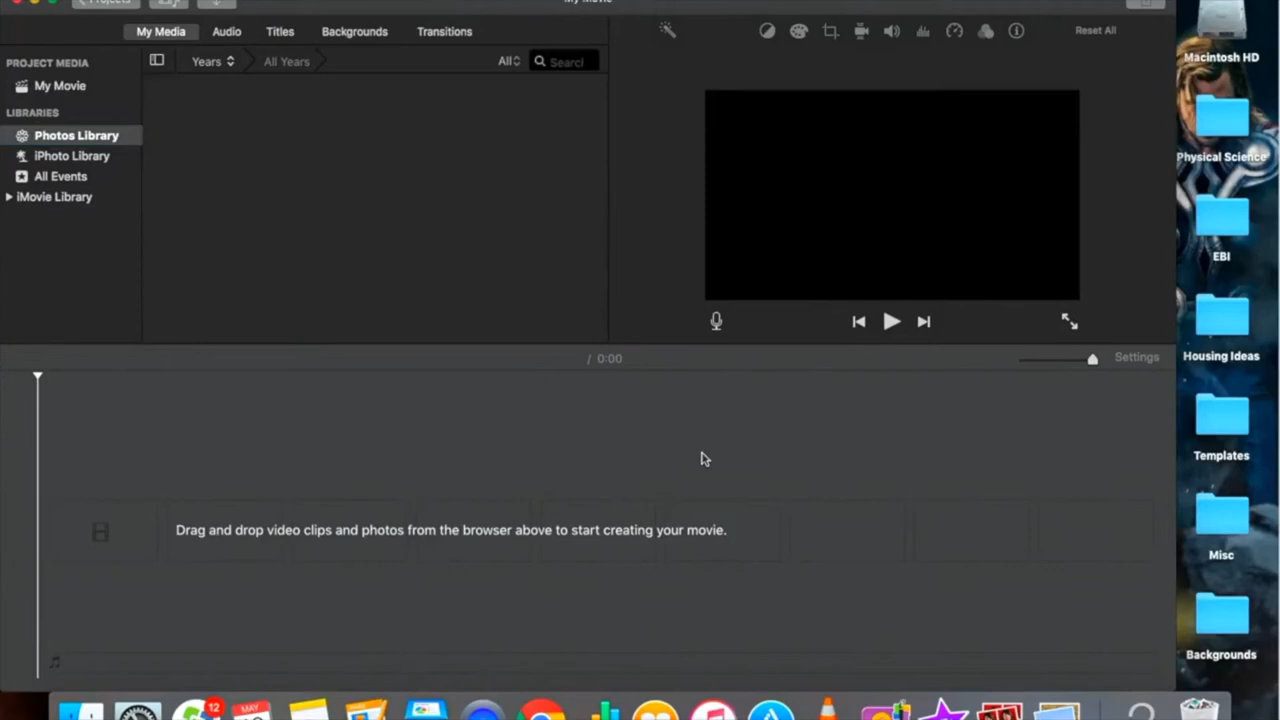 Projects
My Movie
My Media Audio Titles Backgrounds Transitions
Reset All
PROJECT MEDIA
My Movie
LIBRARIES
Photos Library
iPhoto Library
All Events
iMovie Library
Years All Years All Search
/ 0:00
Settings
Drag and drop video clips and photos from the browser above to start creating your movie.
Macintosh HD
Physical Science
EBI
Housing Ideas
Templates
Misc
Backgrounds
12
MAY